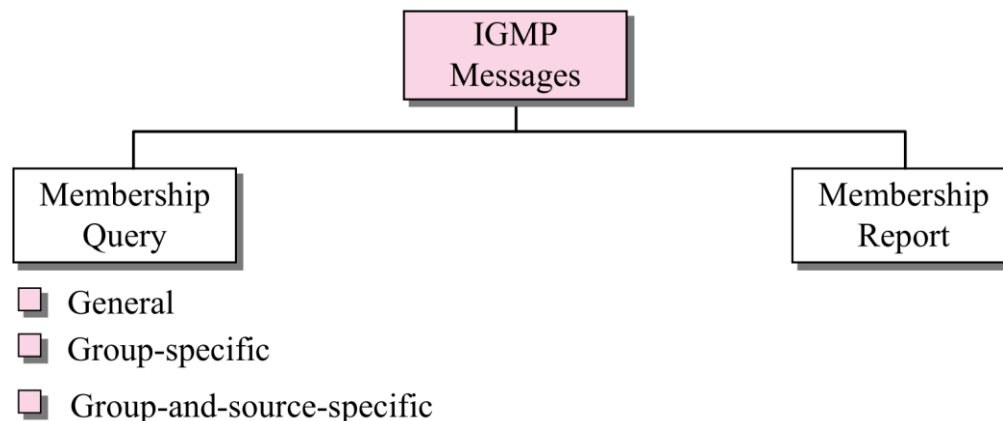 IGMP
Messages
Membership
Query
Membership
Report
General
Group-specific
Group-and-source-specific